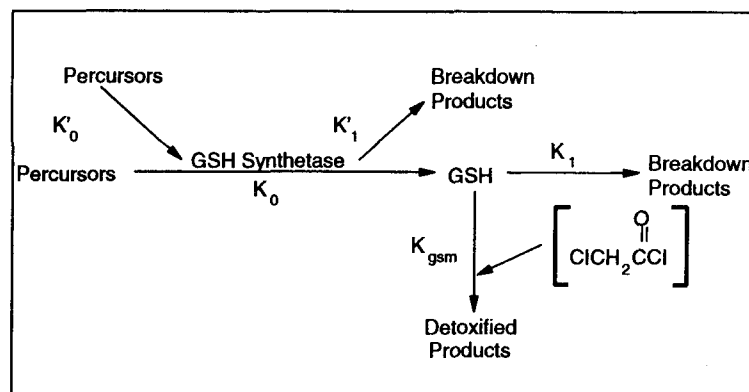 Percursors
Breakdown
Products
K'0
K'1
GSH Synthetase
Percursors
K0
GSH
K1
Breakdown
Products
Kgsm
O
ClCH2CCl
Detoxified
Products